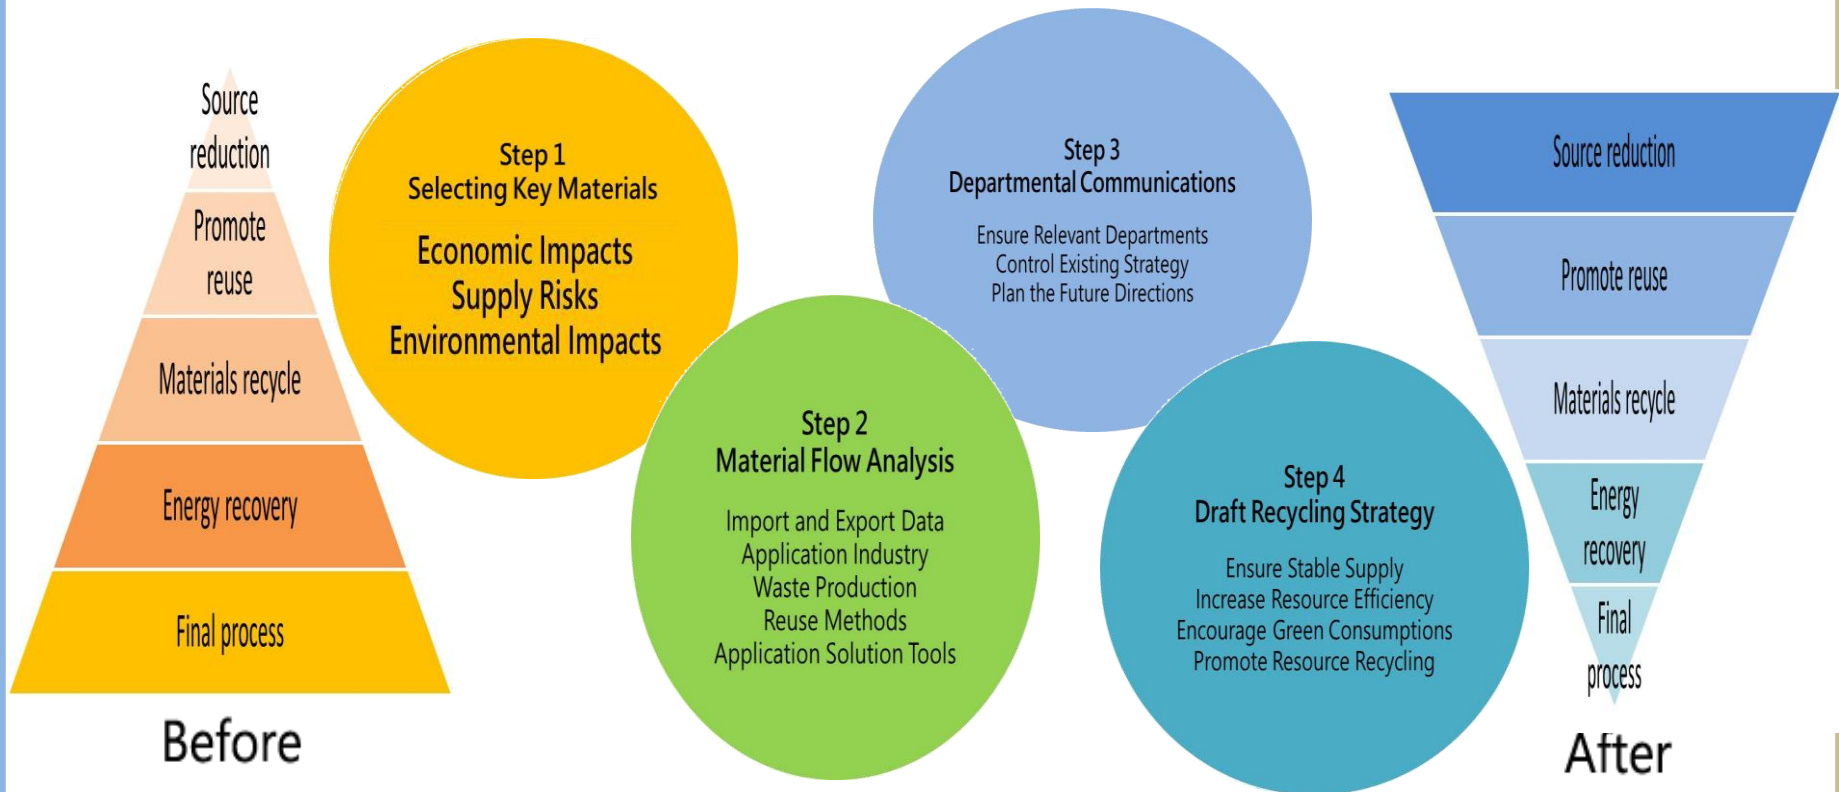 Source
reduction
Promote
reuse
Materials recycle
Energy recovery
Final process
Before
Step 1
Selecting Key Materials
Economic Impacts
Supply Risks
Environmental Impacts
Step 2
Material Flow Analysis
Import and Export Data
Application Industry
Waste Production
Reuse Methods
Application Solution Tools
Step 3
Departmental Communications
Ensure Relevant Departments
Control Existing Strategy
Plan the Future Directions
Step 4
Draft Recycling Strategy
Ensure Stable Supply
Increase Resource Efficiency
Encourage Green Consumptions
Promote Resource Recycling
Source reduction
Promote reuse
Materials recycle
Energy
recovery
Final
process
After